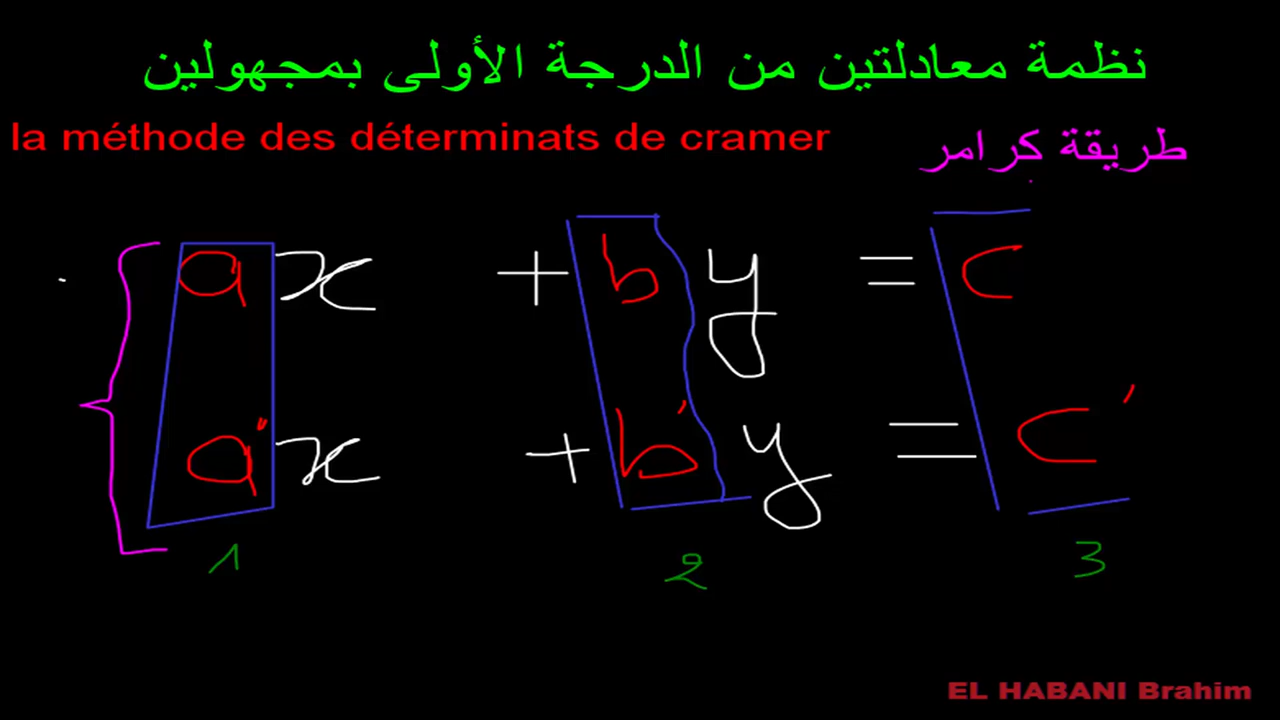 نظمة معادلتين من الدرجة الأولى بمجهولين
la méthode des déterminats de cramer
طريقة كرامر
ax + by = c
a'x + b'y = c'
1 2 3
EL HABANI Brahim